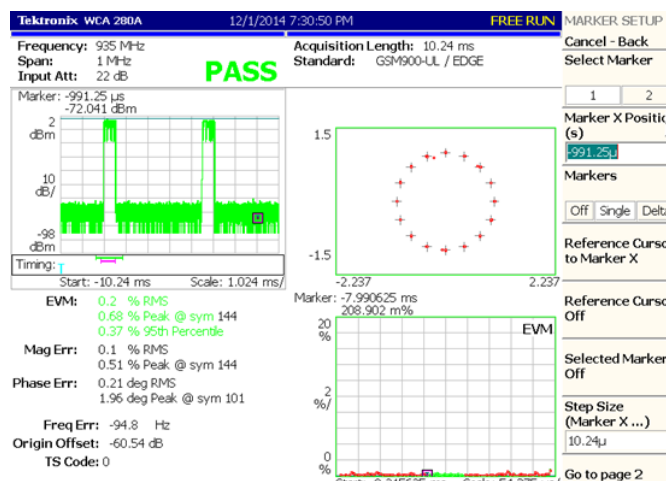 Tektronix WCA 280A 12/1/2014 7:30:50 PM FREE RUN
Frequency: 935 MHz
Span: 1 MHz
Input Att: 22 dB
PASS
Acquisition Length: 10.24 ms
Standard: GSM900-UL / EDGE
Marker: -991.25 µs
-72.041 dBm
2
dBm
10
dB/
-98
dBm
Timing:
Start: -10.24 ms Scale: 1.024 ms/
1.5
-1.5
-2.237 2.237
EVM: 0.2 % RMS
0.68 % Peak @ sym 144
0.37 % 95th Percentile
Mag Err: 0.1 % RMS
0.51 % Peak @ sym 144
Phase Err: 0.21 deg RMS
1.96 deg Peak @ sym 101
Freq Err: -94.8 Hz
Origin Offset: -60.54 dB
TS Code: 0
Marker: -7.990625 ms
208.902 m%
20
%
EVM
2
%/
0
%
MARKER SETUP
Cancel - Back
Select Marker
1 2
Marker X Positio
(s)
-991.25µ
Markers
Off Single Delta
Reference Curso
to Marker X
Reference Curso
Off
Selected Marker
Off
Step Size
(Marker X ...)
10.24µ
Go to page 2